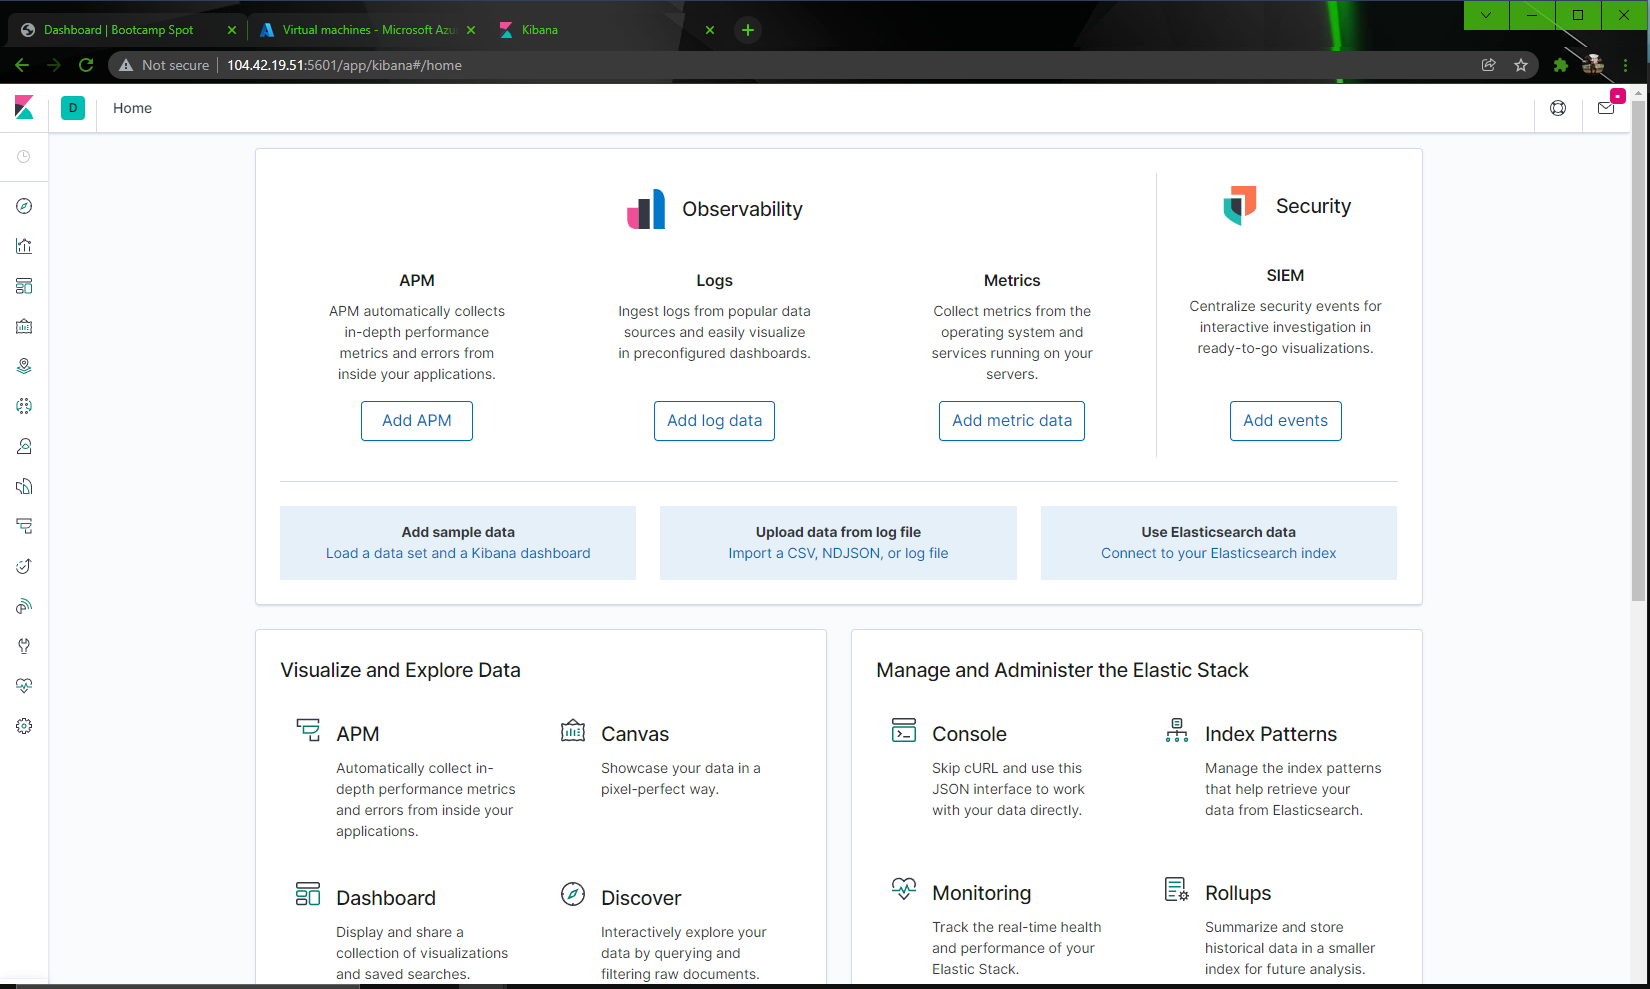 Dashboard | Bootcamp Spot
Virtual machines - Microsoft Azu
Kibana
Not secure
104.42.19.51:5601/app/kibana#/home
D
Home
Observability
Security
APM
APM automatically collects
in-depth performance
metrics and errors from
inside your applications.
Add APM
Logs
Ingest logs from popular data
sources and easily visualize
in preconfigured dashboards.
Add log data
Metrics
Collect metrics from the
operating system and
services running on your
servers.
Add metric data
SIEM
Centralize security events for
interactive investigation in
ready-to-go visualizations.
Add events
Add sample data
Load a data set and a Kibana dashboard
Upload data from log file
Import a CSV, NDJSON, or log file
Use Elasticsearch data
Connect to your Elasticsearch index
Visualize and Explore Data
APM
Automatically collect in-
depth performance metrics
and errors from inside your
applications.
Canvas
Showcase your data in a
pixel-perfect way.
Dashboard
Display and share a
collection of visualizations
and saved searches.
Discover
Interactively explore your
data by querying and
filtering raw documents.
Manage and Administer the Elastic Stack
Console
Skip cURL and use this
JSON interface to work
with your data directly.
Index Patterns
Manage the index patterns
that help retrieve your
data from Elasticsearch.
Monitoring
Track the real-time health
and performance of your
Elastic Stack.
Rollups
Summarize and store
historical data in a smaller
index for future analysis.